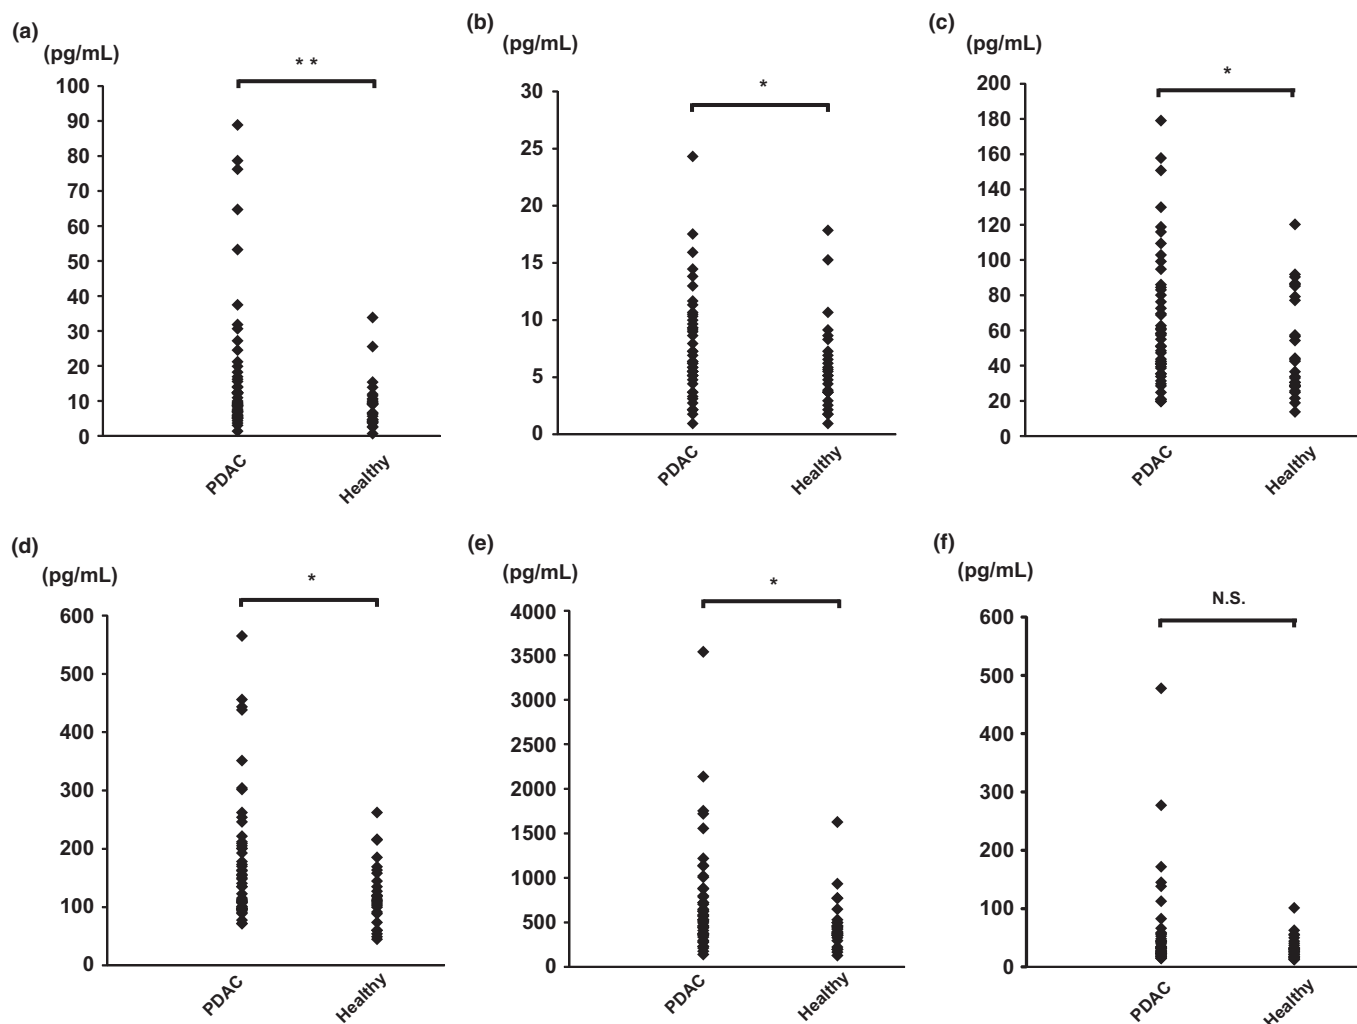 (a)
(pg/mL)
* *
100
90
80
70
60
50
40
30
20
10
0
PDAC
Healthy
(b)
(pg/mL)
*
30
25
20
15
10
5
0
PDAC
Healthy
(c)
(pg/mL)
*
200
180
160
140
120
100
80
60
40
20
0
PDAC
Healthy
(d)
(pg/mL)
*
600
500
400
300
200
100
0
PDAC
Healthy
(e)
(pg/mL)
*
4000
3500
3000
2500
2000
1500
1000
500
0
PDAC
Healthy
(f)
(pg/mL)
N.S.
600
500
400
300
200
100
0
PDAC
Healthy